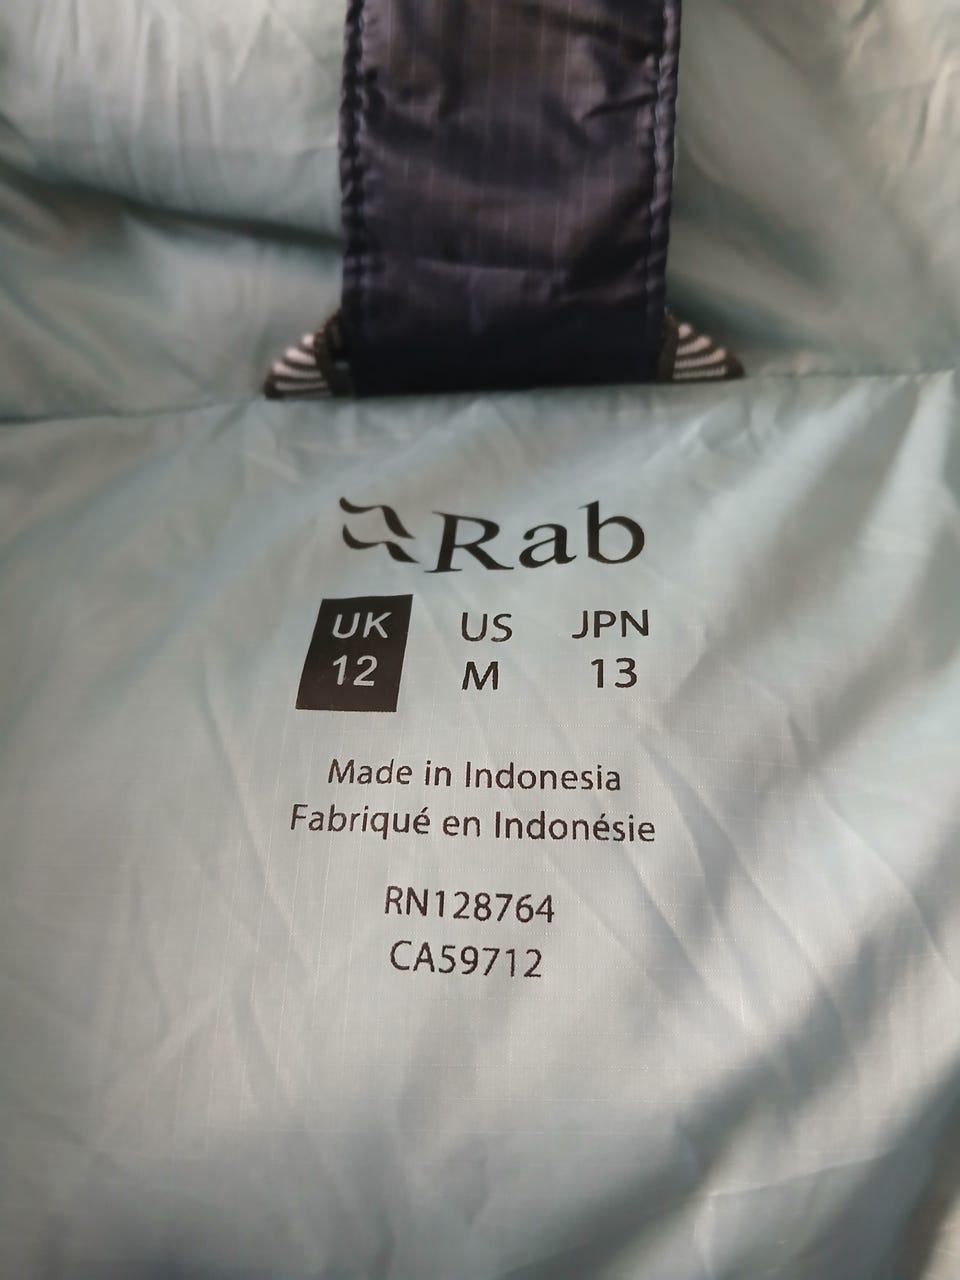 Rab
UK US JPN
12 M 13
Made in Indonesia
Fabriqué en Indonésie
RN128764
CA59712